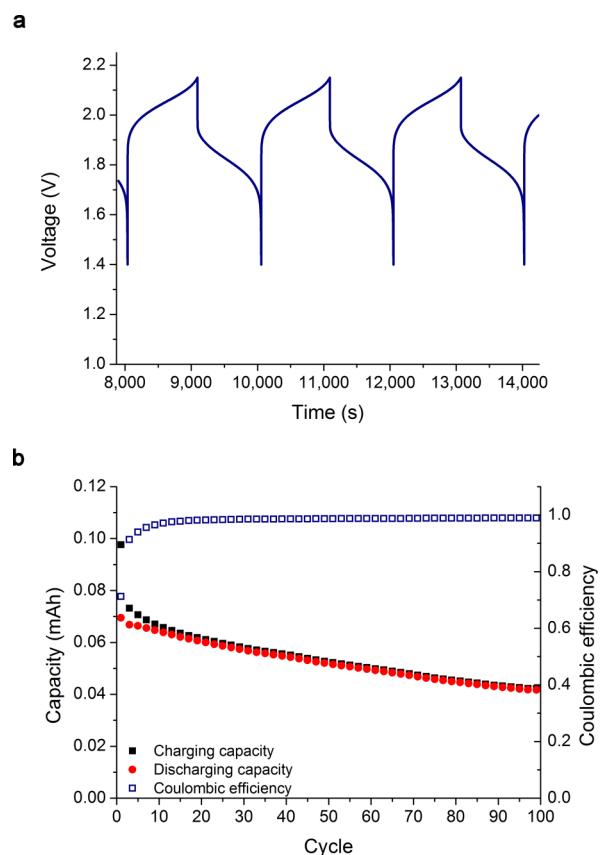 a
2.2
2.0
1.8
1.6
1.4
1.2
1.0
Voltage (V)
8,000 9,000 10,000 11,000 12,000 13,000 14,000
Time (s)
b
0.12
0.10
0.08
0.06
0.04
0.02
0.00
Capacity (mAh)
1.0
0.8
0.6
0.4
0.2
0.0
Coulombic efficiency
Charging capacity
Discharging capacity
Coulombic efficiency
0 10 20 30 40 50 60 70 80 90 100
Cycle